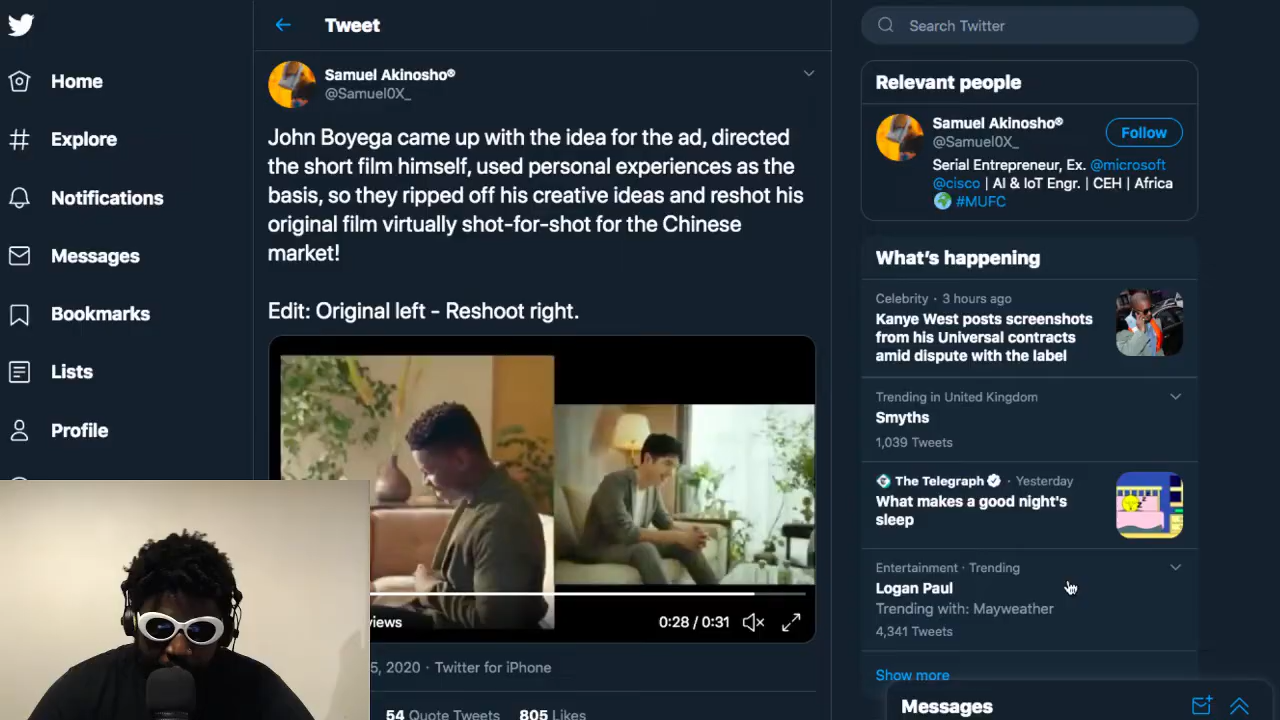 Home
Explore
Notifications
Messages
Bookmarks
Lists
Profile
Tweet
Samuel Akinosho®
@Samuel0X_
John Boyega came up with the idea for the ad, directed
the short film himself, used personal experiences as the
basis, so they ripped off his creative ideas and reshot his
original film virtually shot-for-shot for the Chinese
market!
Edit: Original left - Reshoot right.
0:28 / 0:31
5, 2020 · Twitter for iPhone
54 Quote Tweets 805 Likes
Search Twitter
Relevant people
Samuel Akinosho®
@Samuel0X_
Follow
Serial Entrepreneur, Ex. @microsoft
@cisco | AI & IoT Engr. | CEH | Africa
#MUFC
What's happening
Celebrity · 3 hours ago
Kanye West posts screenshots
from his Universal contracts
amid dispute with the label
Trending in United Kingdom
Smyths
1,039 Tweets
The Telegraph · Yesterday
What makes a good night's
sleep
Entertainment · Trending
Logan Paul
Trending with: Mayweather
4,341 Tweets
Show more
Messages